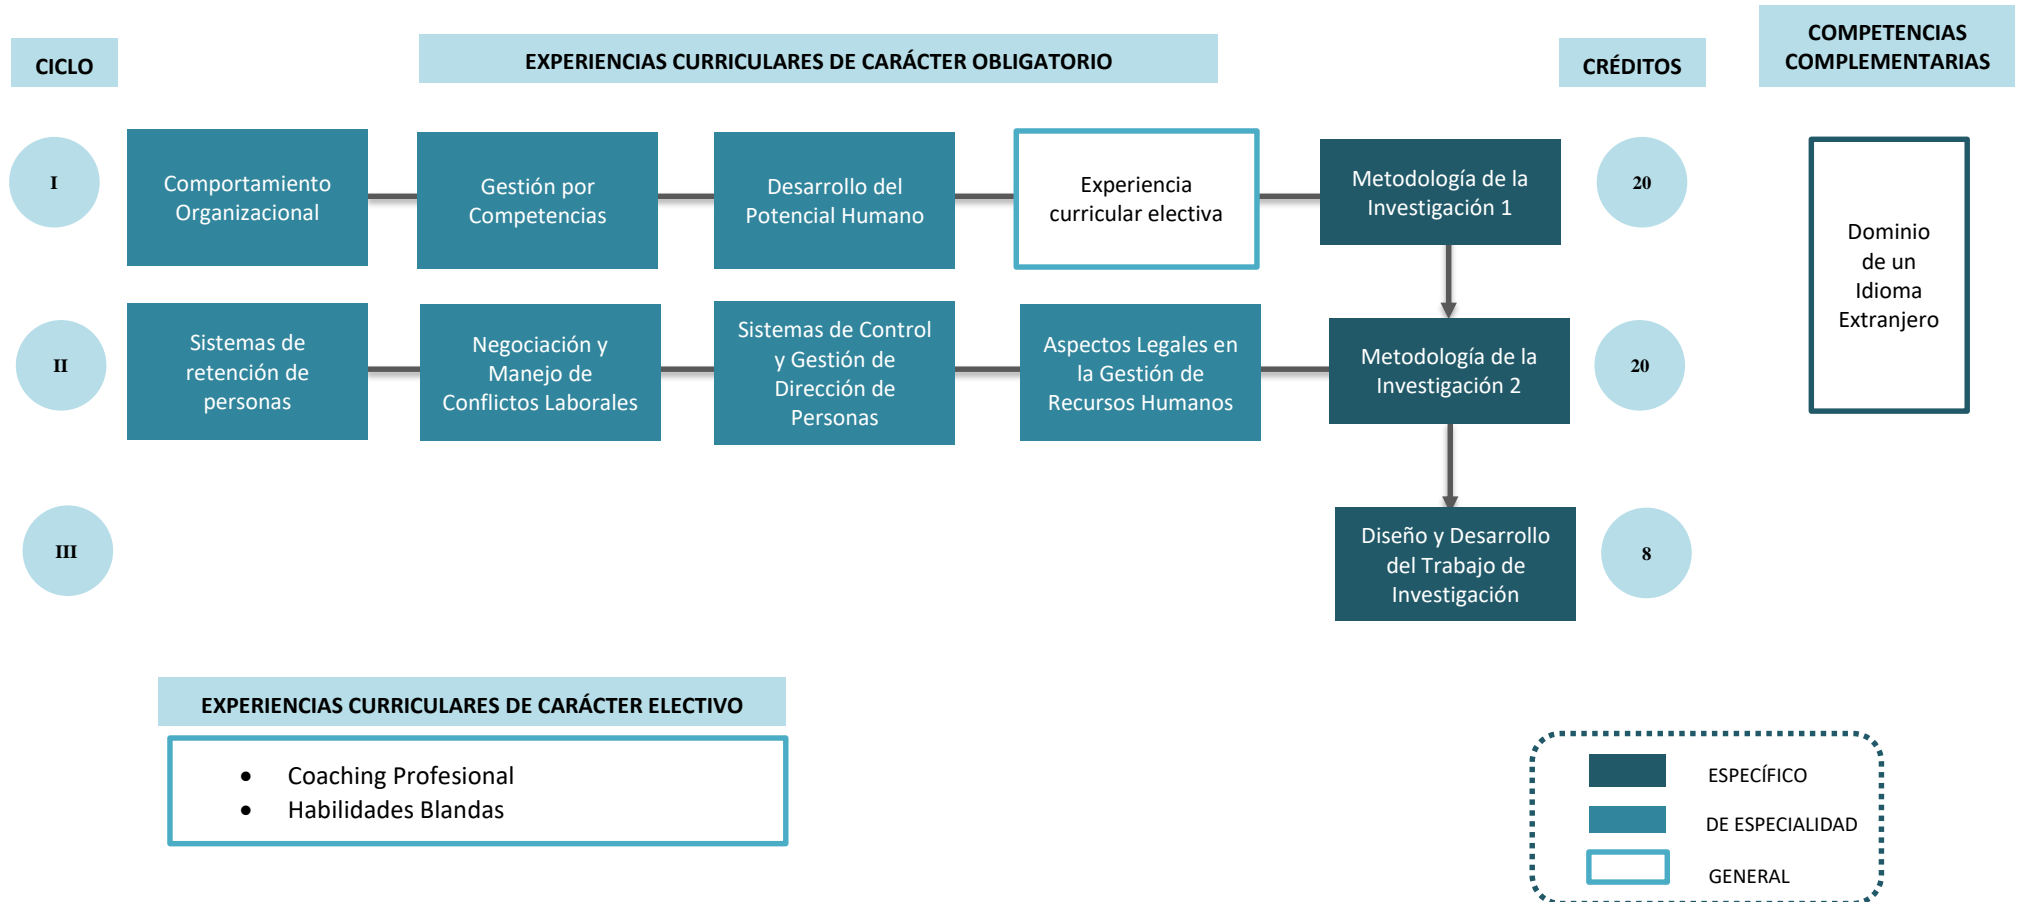 CICLO
EXPERIENCIAS CURRICULARES DE CARÁCTER OBLIGATORIO
CRÉDITOS
COMPETENCIAS
COMPLEMENTARIAS
I
Comportamiento
Organizacional
Gestión por
Competencias
Desarrollo del
Potencial Humano
Experiencia
curricular electiva
Metodología de la
Investigación 1
20
Dominio
de un
Idioma
Extranjero
II
Sistemas de
retención de
personas
Negociación y
Manejo de
Conflictos Laborales
Sistemas de Control
y Gestión de
Dirección de
Personas
Aspectos Legales en
la Gestión de
Recursos Humanos
Metodología de la
Investigación 2
20
III
Diseño y Desarrollo
del Trabajo de
Investigación
8
EXPERIENCIAS CURRICULARES DE CARÁCTER ELECTIVO
• Coaching Profesional
• Habilidades Blandas
ESPECÍFICO
DE ESPECIALIDAD
GENERAL